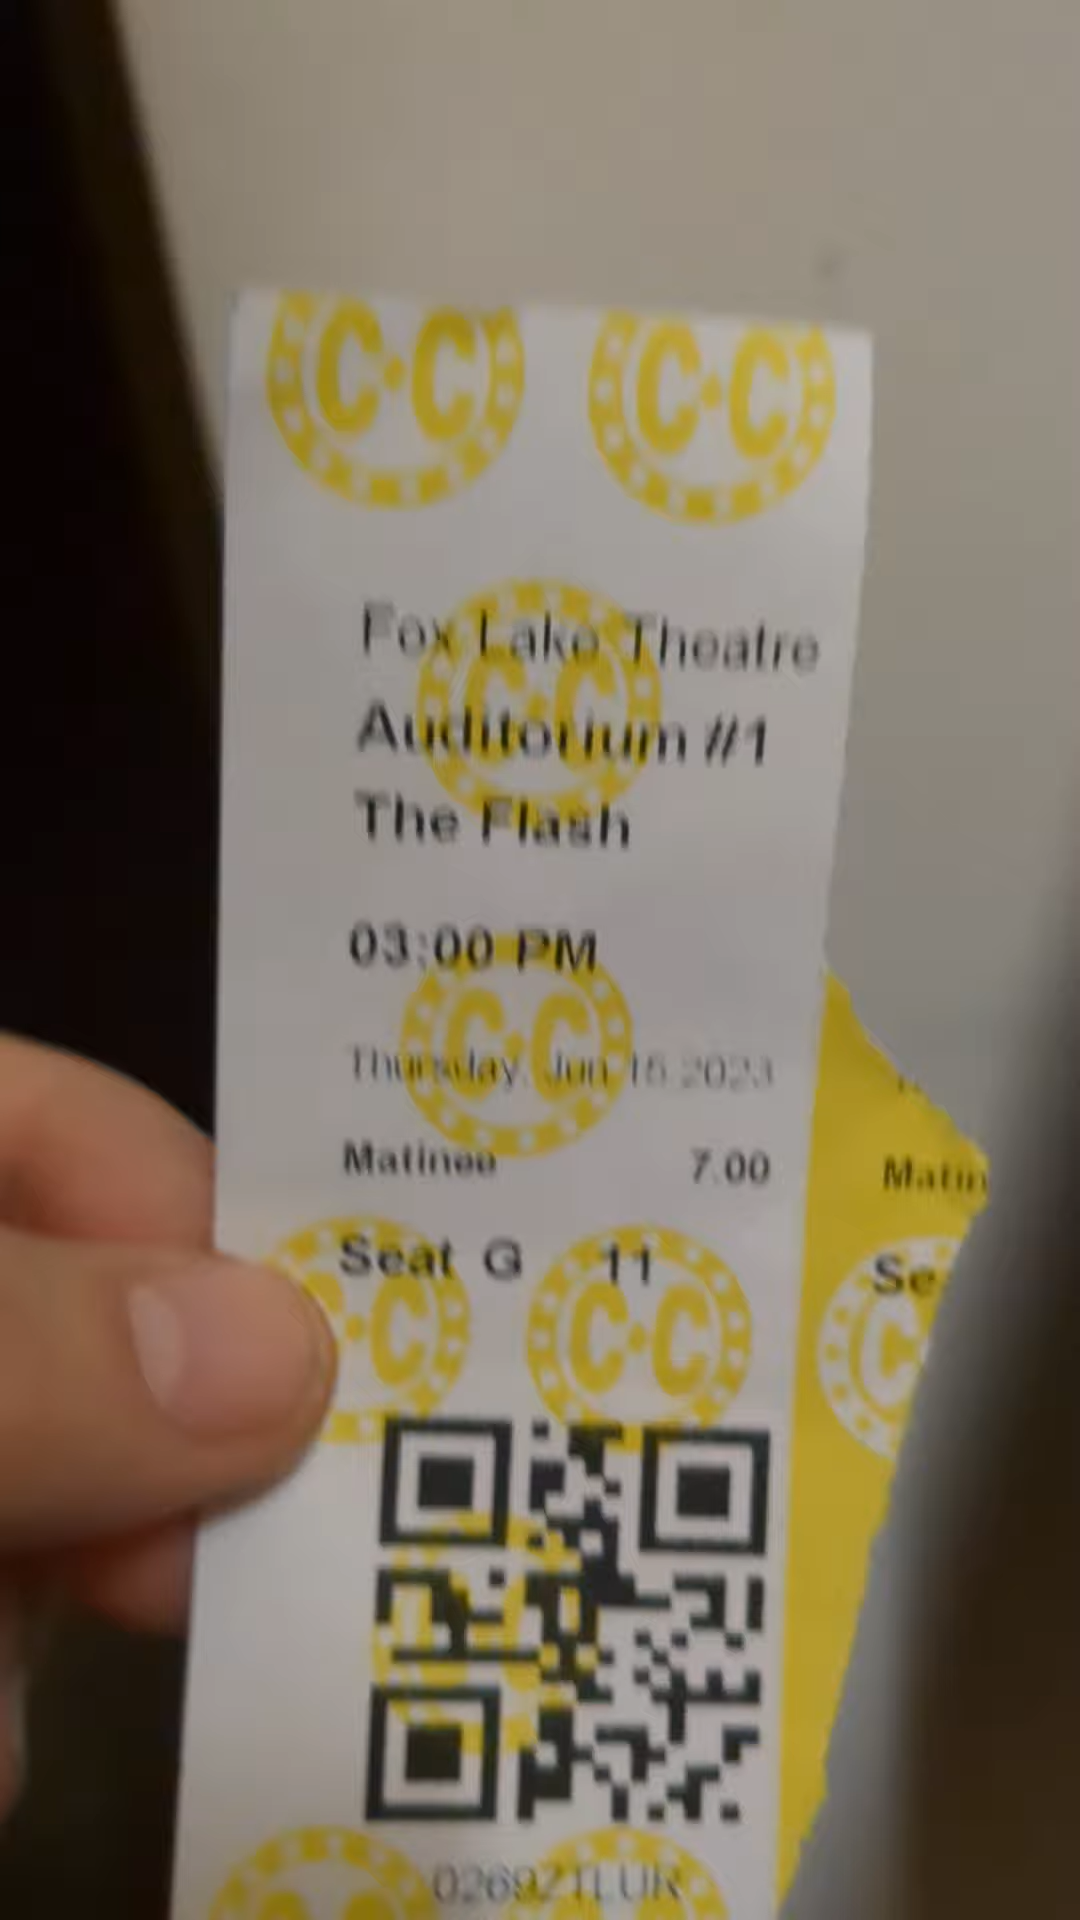 C·C C·C
Fox Lake Theatre
C·C
Auditorium #1
The Flash
03:00 PM
C·C
Thursday, Jun 15 2023
Matinee 7.00 Matin
Seat G 11 Se
C·C C·C C